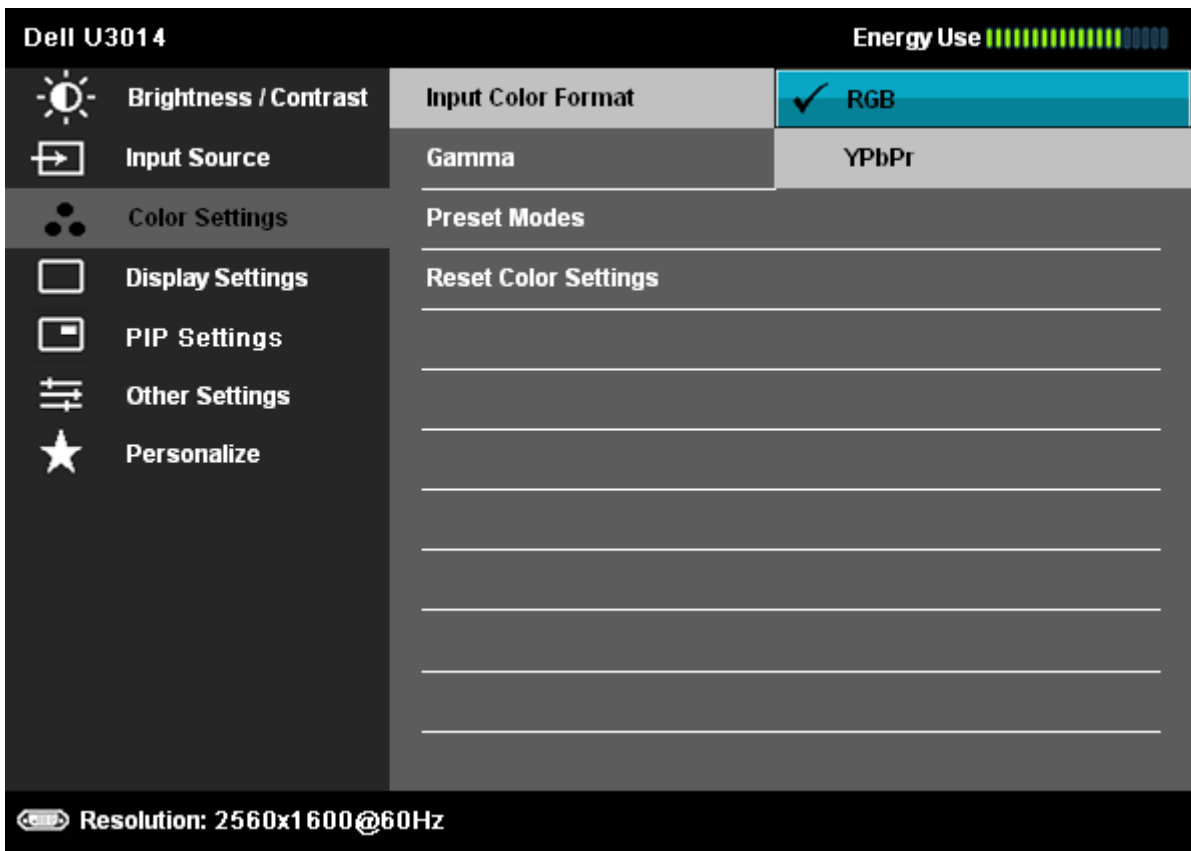 Dell U3014 Energy Use
Brightness / Contrast Input Color Format RGB
Input Source Gamma YPbPr
Color Settings Preset Modes
Display Settings Reset Color Settings
PIP Settings
Other Settings
Personalize
Resolution: 2560x1600@60Hz